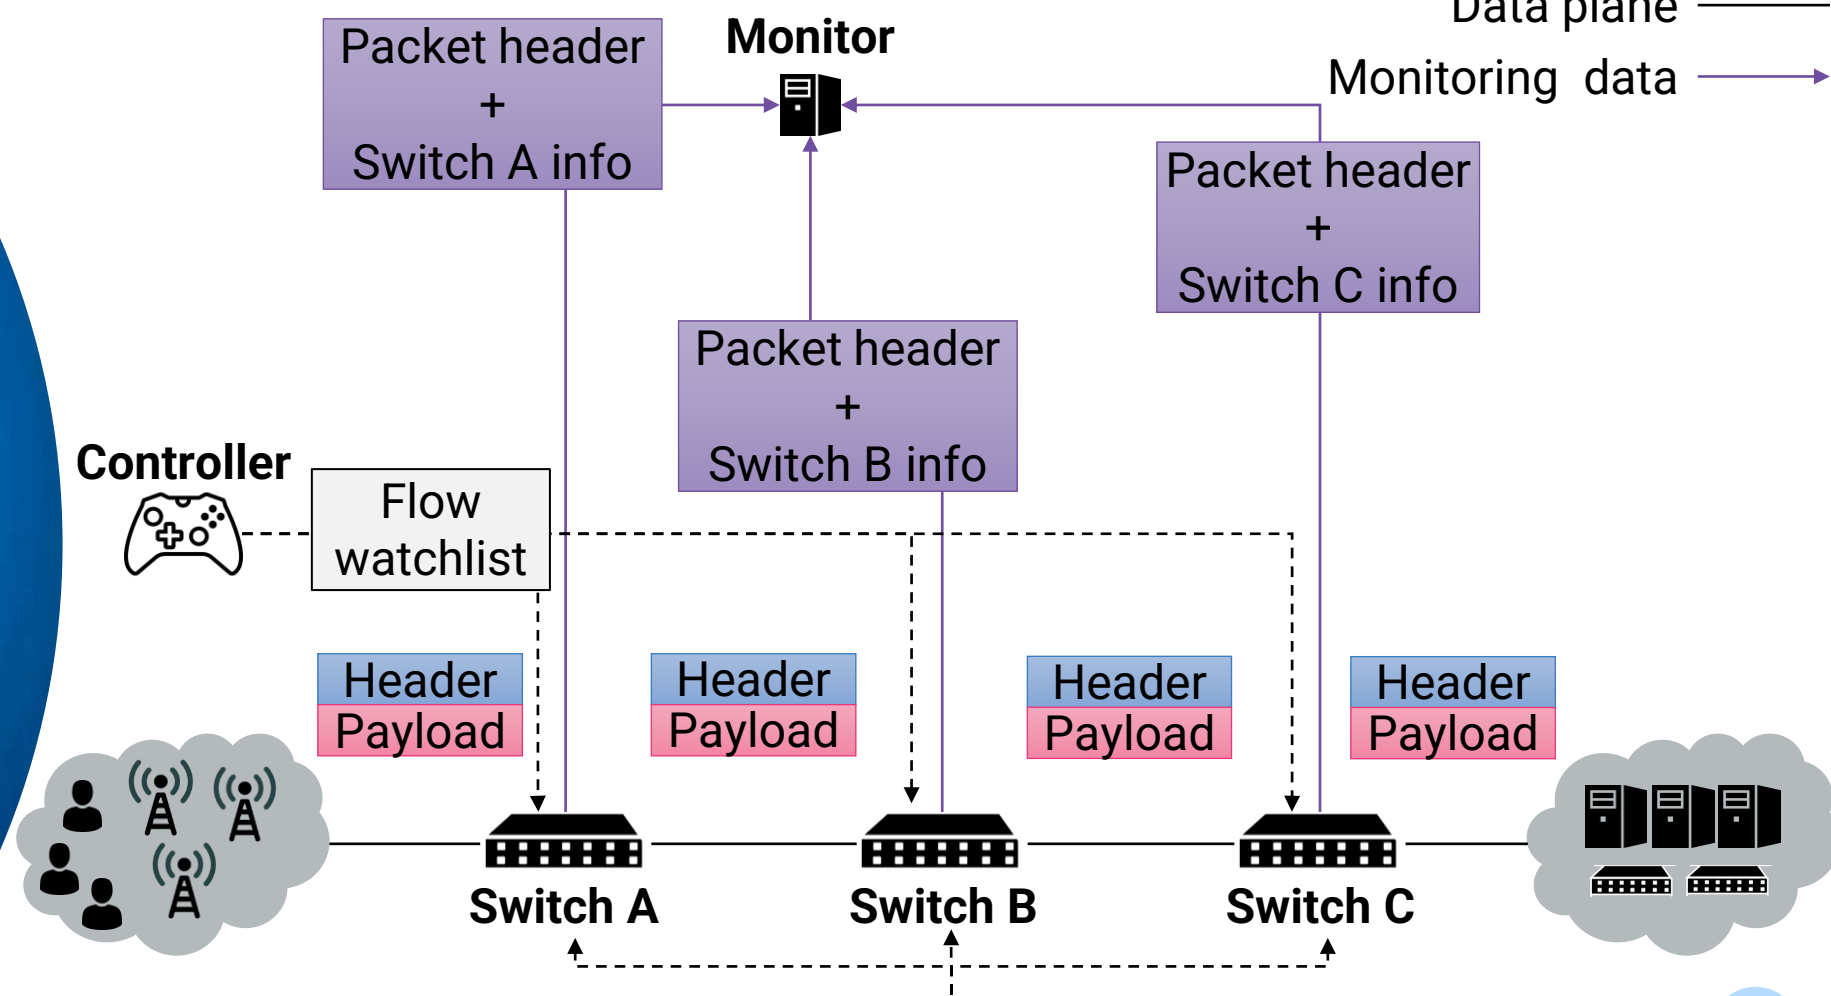 Data plane
Monitoring data
Monitor
Packet header
+
Switch A info
Packet header
+
Switch C info
Packet header
+
Switch B info
Controller
Flow
watchlist
Header
Payload
Header
Payload
Header
Payload
Header
Payload
Switch A
Switch B
Switch C